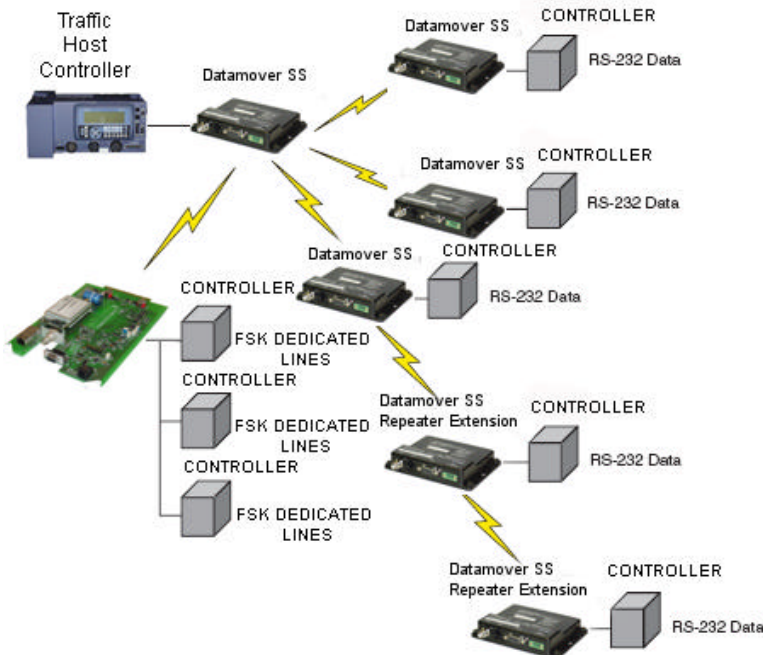 Traffic
Host
Controller
Datamover SS
Datamover SS
CONTROLLER
RS-232 Data
Datamover SS
CONTROLLER
RS-232 Data
Datamover SS
CONTROLLER
RS-232 Data
CONTROLLER
FSK DEDICATED
LINES
CONTROLLER
FSK DEDICATED
LINES
CONTROLLER
FSK DEDICATED
LINES
Datamover SS
Repeater Extension
CONTROLLER
RS-232 Data
Datamover SS
Repeater Extension
CONTROLLER
RS-232 Data